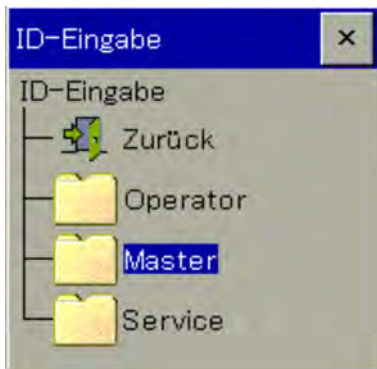 ID-Eingabe
ID-Eingabe
Zurück
Operator
Master
Service